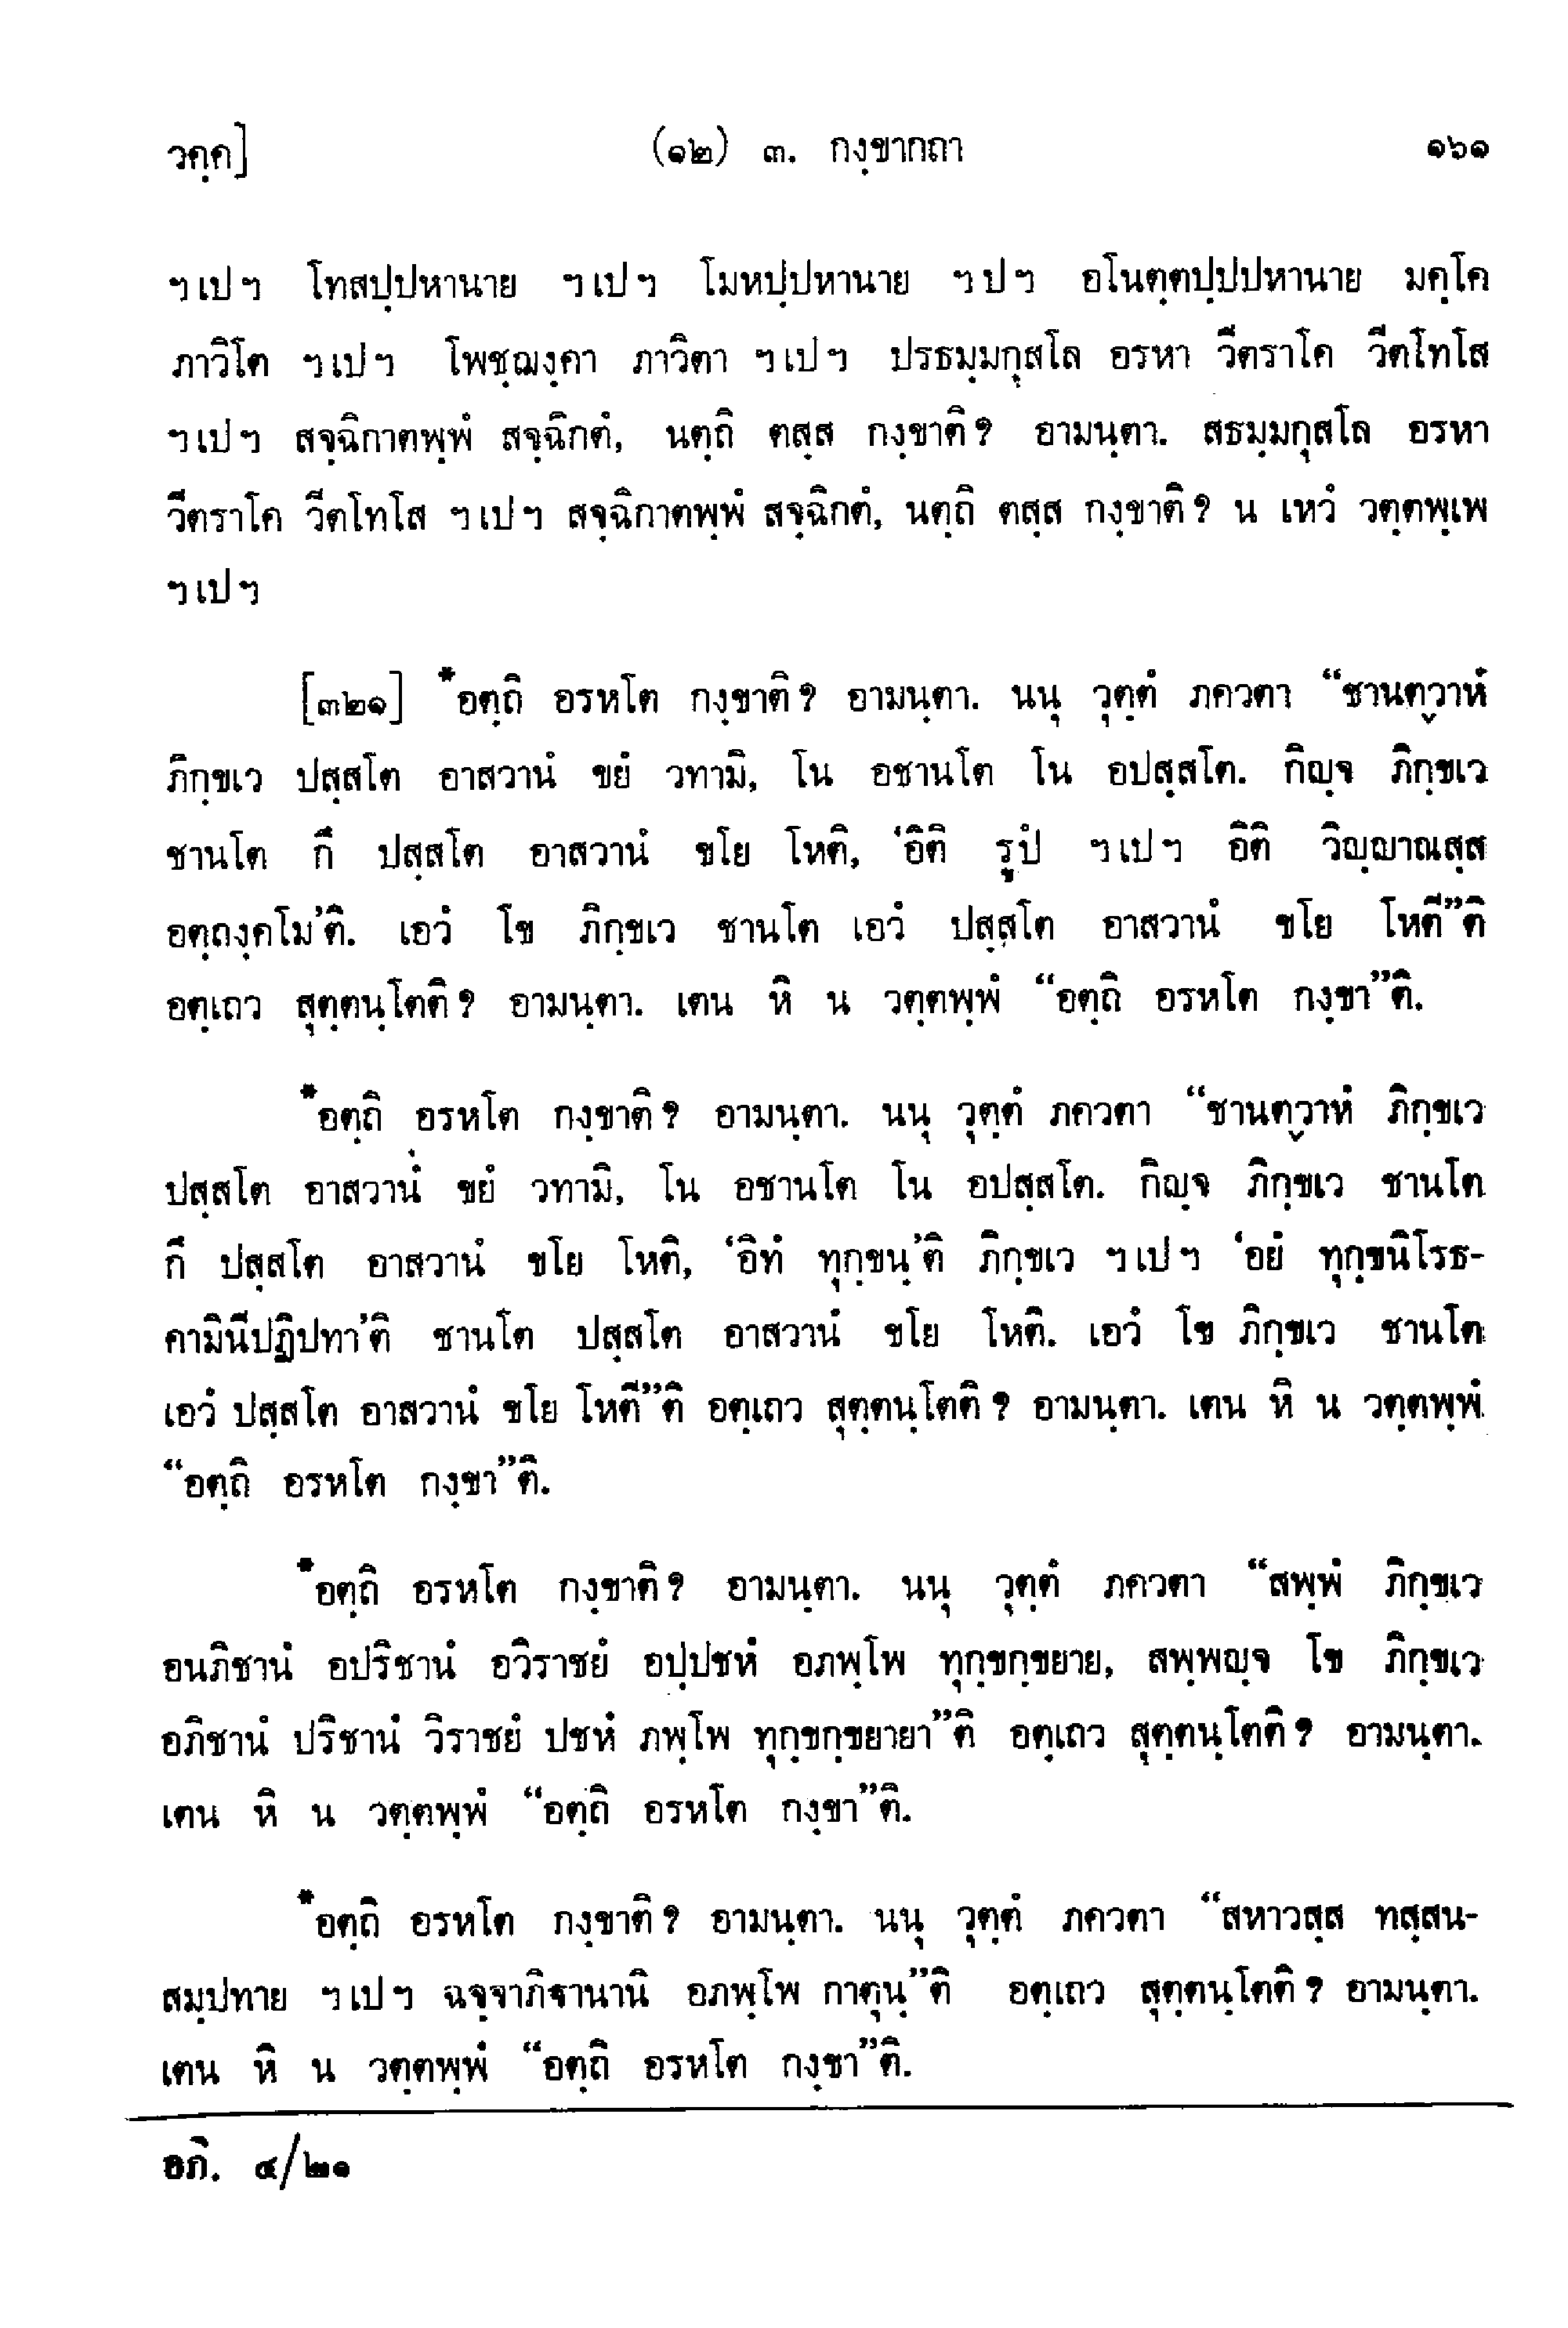 วคฺค]	(๑๒) ๓. กงฺขากถา	๑๖๑
ฯ เป ฯ โทสปฺปหานาย ฯ เป ฯ โมหปฺปหานาย ฯ ป ฯ อโนตฺตปฺปปฺปหานาย มคฺโค
ภาวิโต ฯ เป ฯ โพชฺฌงฺคา ภาวิตา ฯ เป ฯ ปรธมฺมกุสโล อรหา วีตราโค วีตโทโส
ฯ เป ฯ สจฺฉิกาตพฺพํ สจฺฉิกตํ, นตฺถิ ตสฺส กงฺขาติ? อามนฺตา. สธมฺมกุสโล อรหา
วีตราโค วีตโทโส ฯ เป ฯ สจฺฉิกาตพฺพํ สจฺฉิกตํ, นตฺถิ ตสฺส กงฺขาติ? น เหวํ วตฺตพฺเพ
ฯ เป ฯ
[๓๒๑] *อตฺถิ อรหโต กงฺขาติ? อามนฺตา. นนุ วุตฺตํ ภควตา “ชานตฺวาหํ
ภิกฺขเว ปสฺสโต อาสวานํ ขยํ วทามิ, โน อชานโต โน อปสฺสโต. กิญฺจ ภิกฺขเว
ชานโต กึ ปสฺสโต อาสวานํ ขโย โหติ, ‘อิติ รูปํ ฯ เป ฯ อิติ วิญฺญาณสฺส
อตฺถงฺคโม’ติ. เอวํ โข ภิกฺขเว ชานโต เอวํ ปสฺสโต อาสวานํ ขโย โหตี”ติ
อตฺเถว สุตฺตนฺโตติ? อามนฺตา. เตน หิ น วตฺตพฺพํ “อตฺถิ อรหโต กงฺขา”ติ.
*อตฺถิ อรหโต กงฺขาติ? อามนฺตา. นนุ วุตฺตํ ภควตา “ชานตฺวาหํ ภิกฺขเว
ปสฺสโต อาสวานํ ขยํ วทามิ, โน อชานโต โน อปสฺสโต. กิญฺจ ภิกฺขเว ชานโต
กึ ปสฺสโต อาสวานํ ขโย โหติ, ‘อิทํ ทุกฺขนฺ’ติ ภิกฺขเว ฯ เป ฯ ‘อยํ ทุกฺขนิโรธ-
คามินีปฏิปทา’ติ ชานโต ปสฺสโต อาสวานํ ขโย โหติ. เอวํ โข ภิกฺขเว ชานโต
เอวํ ปสฺสโต อาสวานํ ขโย โหตี”ติ อตฺเถว สุตฺตนฺโตติ? อามนฺตา. เตน หิ น วตฺตพฺพํ
“อตฺถิ อรหโต กงฺขา”ติ.
*อตฺถิ อรหโต กงฺขาติ? อามนฺตา. นนุ วุตฺตํ ภควตา “สพฺพํ ภิกฺขเว
อนภิชานํ อปริชานํ อวิราชยํ อปฺปชหํ อภพฺโพ ทุกฺขกฺขยาย, สพฺพญฺจ โข ภิกฺขเว
อภิชานํ ปริชานํ วิราชยํ ปชหํ ภพฺโพ ทุกฺขกฺขยายา”ติ อตฺเถว สุตฺตนฺโตติ? อามนฺตา.
เตน หิ น วตฺตพฺพํ “อตฺถิ อรหโต กงฺขา”ติ.
*อตฺถิ อรหโต กงฺขาติ? อามนฺตา. นนุ วุตฺตํ ภควตา “สหาวสฺส ทสฺสน-
สมฺปทาย ฯ เป ฯ ฉจฺจาภิฐานานิ อภพฺโพ กาตุนฺ”ติ อตฺเถว สุตฺตนฺโตติ? อามนฺตา.
เตน หิ น วตฺตพฺพํ “อตฺถิ อรหโต กงฺขา”ติ.
อภิ. ๔/๒๑